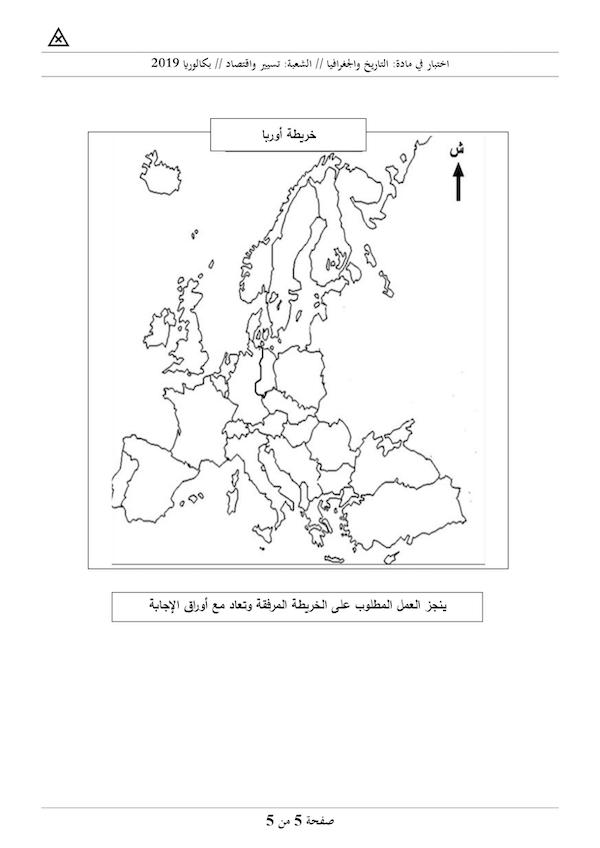 اختبار في مادة: التاريخ والجغرافيا // الشعبة: تسيير واقتصاد // بكالوريا 2019
خريطة أوربا
ش
ينجز العمل المطلوب على الخريطة المرفقة وتعاد مع أوراق الإجابة
صفحة 5 من 5